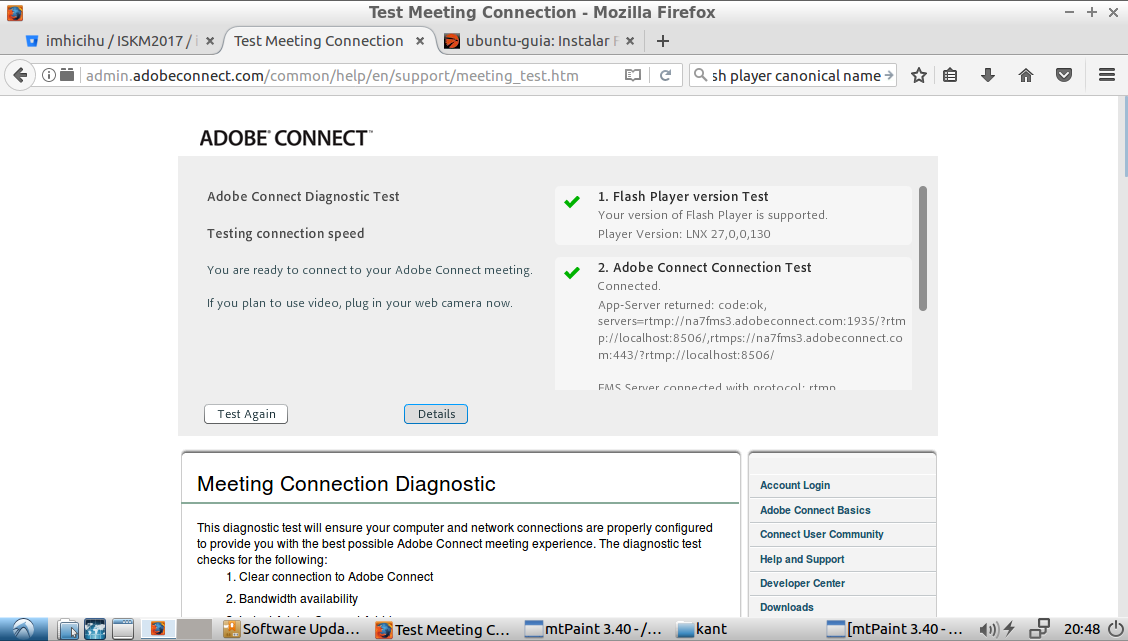 Test Meeting Connection - Mozilla Firefox
imhicihu / ISKM2017 /
Test Meeting Connection
ubuntu-guia: Instalar F
admin.adobeconnect.com/common/help/en/support/meeting_test.htm
sh player canonical name
ADOBE® CONNECT™
Adobe Connect Diagnostic Test
Testing connection speed
You are ready to connect to your Adobe Connect meeting.
If you plan to use video, plug in your web camera now.
1. Flash Player version Test
Your version of Flash Player is supported.
Player Version: LNX 27,0,0,130
2. Adobe Connect Connection Test
Connected.
App-Server returned: code:ok,
servers=rtmp://na7fms3.adobeconnect.com:1935/?rtm
p://localhost:8506/,rtmps://na7fms3.adobeconnect.co
m:443/?rtmp://localhost:8506/
FMS Server connected with protocol: rtmp
Test Again
Details
Meeting Connection Diagnostic
This diagnostic test will ensure your computer and network connections are properly configured
to provide you with the best possible Adobe Connect meeting experience. The diagnostic test
checks for the following:
1. Clear connection to Adobe Connect
2. Bandwidth availability
Account Login
Adobe Connect Basics
Connect User Community
Help and Support
Developer Center
Downloads
Software Upda...
Test Meeting C...
mtPaint 3.40 - /...
kant
[mtPaint 3.40 - ...
20:48